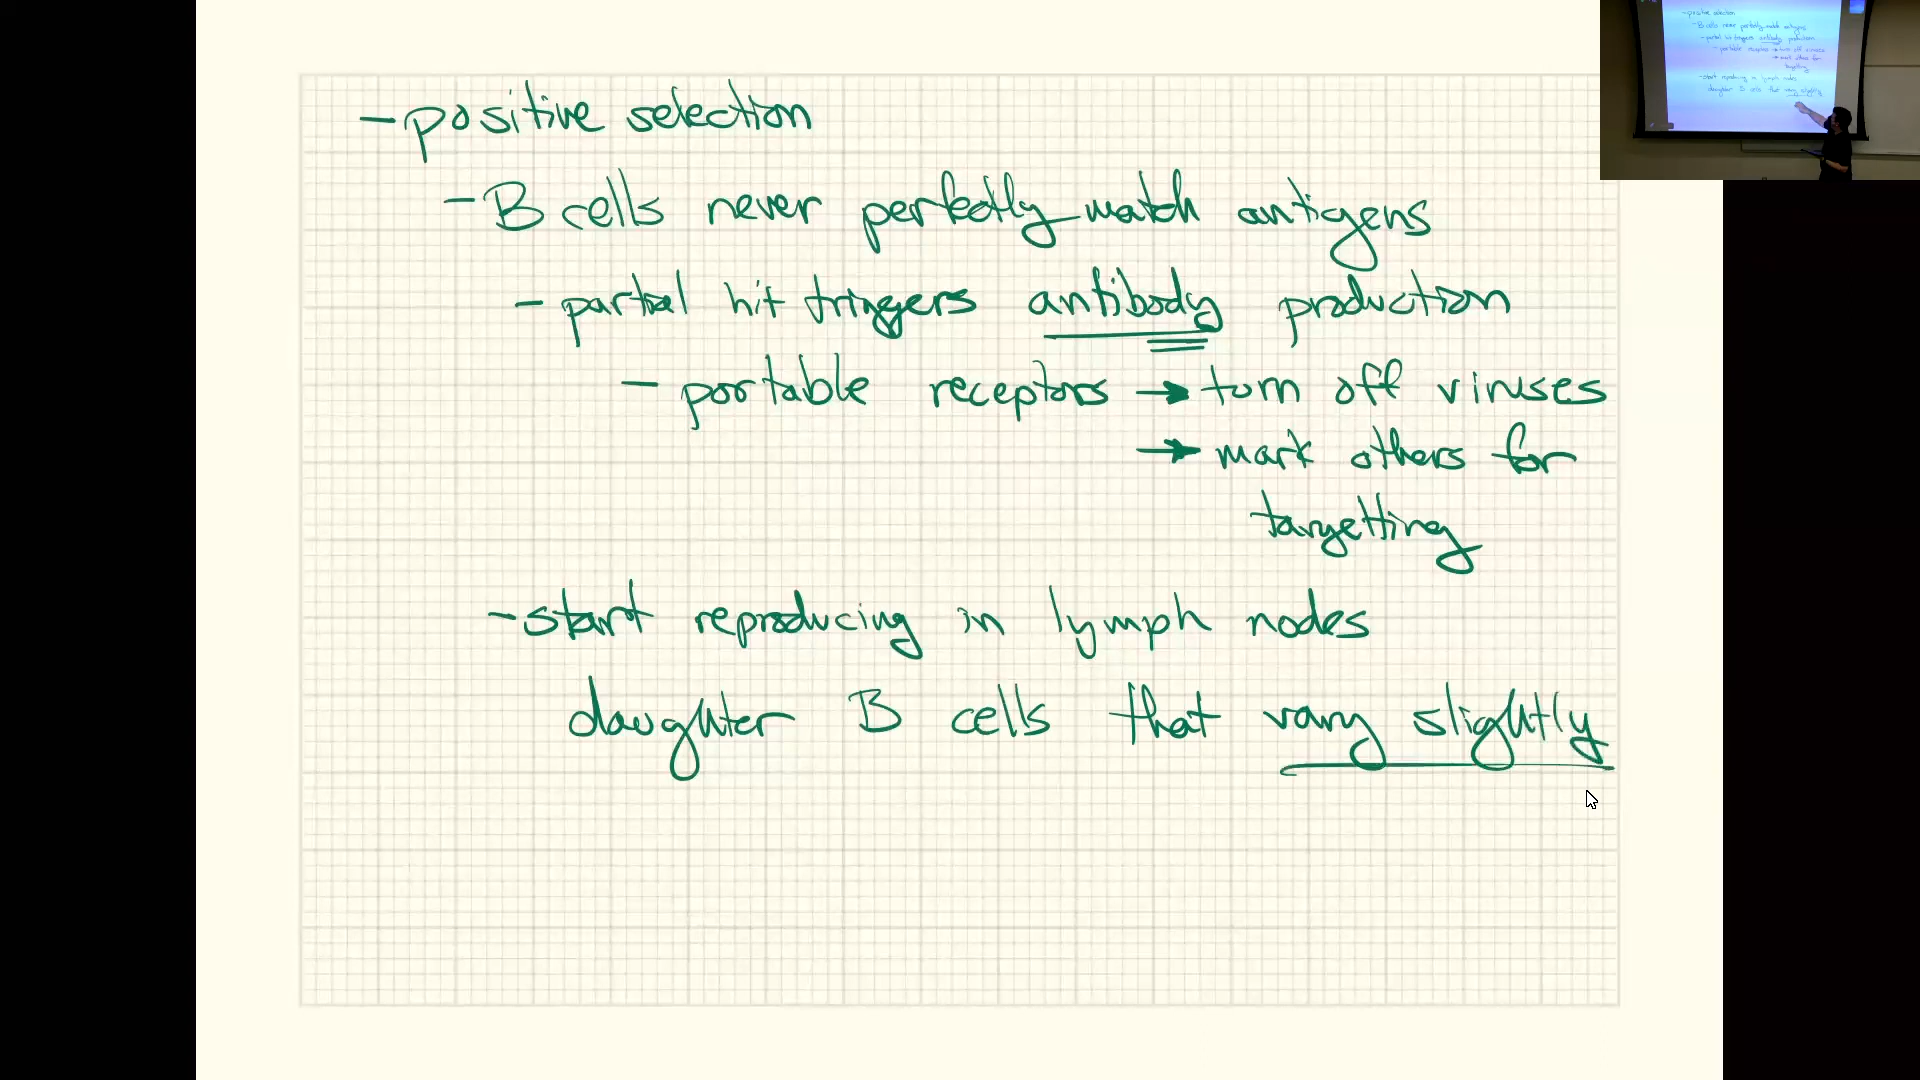 - positive selection
- B cells never perfectly match antigens
- partial hit triggers antibody production
- portable receptors → turn off viruses
→ mark others for
targetting
- start reproducing in lymph nodes
daughter B cells that vary slightly